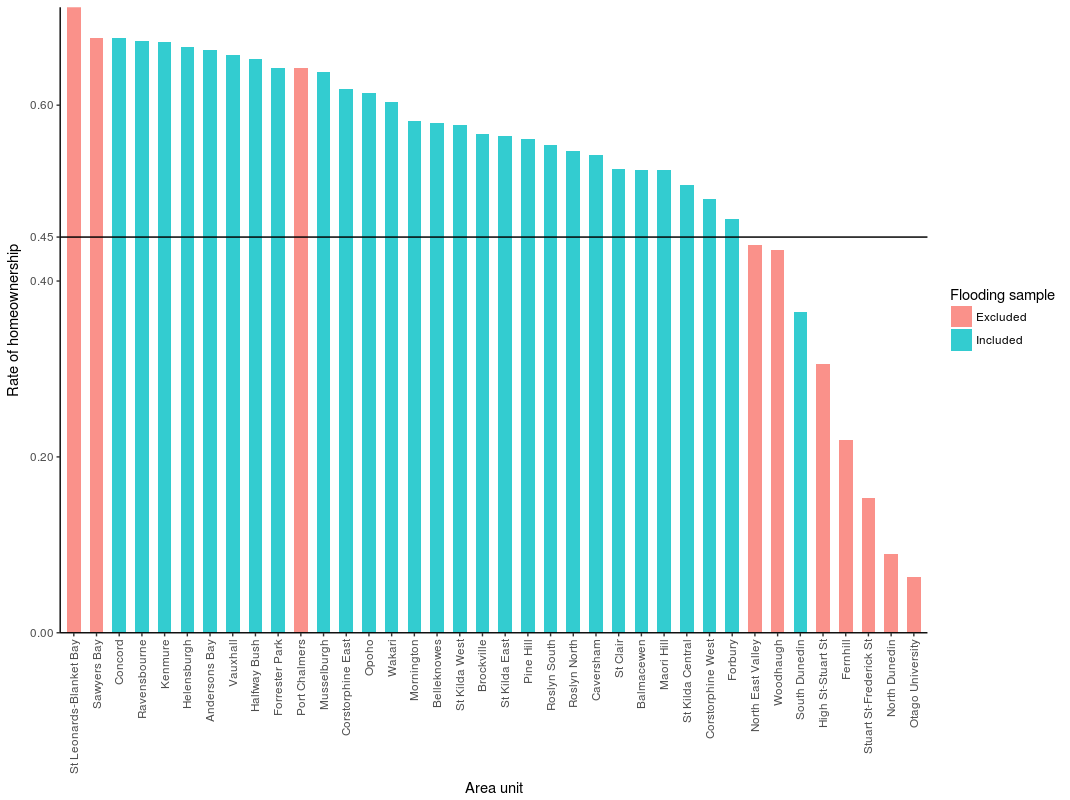 Rate of homeownership
0.60
0.45
0.40
0.20
0.00
St Leonards-Blanket Bay
Sawyers Bay
Concord
Ravensbourne
Kenmure
Helensburgh
Andersons Bay
Vauxhall
Halfway Bush
Forrester Park
Port Chalmers
Musselburgh
Corstorphine East
Opoho
Wakari
Mornington
Belleknowes
St Kilda West
Brockville
St Kilda East
Pine Hill
Roslyn South
Roslyn North
Caversham
St Clair
Balmacewen
Maori Hill
St Kilda Central
Corstorphine West
Forbury
North East Valley
Woodhaugh
South Dunedin
High St-Stuart St
Fernhill
Stuart St-Frederick St
North Dunedin
Otago University
Area unit
Flooding sample
Excluded
Included